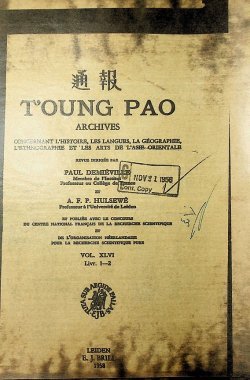 通報
T'OUNG PAO
ARCHIVES
CONCERNANT L'HISTOIRE, LES LANGUES, LA GÉOGRAPHIE,
L'ETHNOGRAPHIE ET LES ARTS DE L'ASIE ORIENTALE
REVUE DIRIGÉE PAR
PAUL DEMIÉVILLE
Membre de l'Institut
Professeur au Collège de France
ET
A. F. P. HULSEWÉ
Professeur à l'Université de Leiden
NOV 21 1958
Cont. Copy
ET PUBLIÉE AVEC LE CONCOURS
DU CENTRE NATIONAL FRANÇAIS DE LA RECHERCHE SCIENTIFIQUE
ET
DE L'ORGANISATION NÉERLANDAISE
POUR LA RECHERCHE SCIENTIFIQUE PURE
VOL. XLVI
Livr. 1—2
LEIDEN
E. J. BRILL
1958